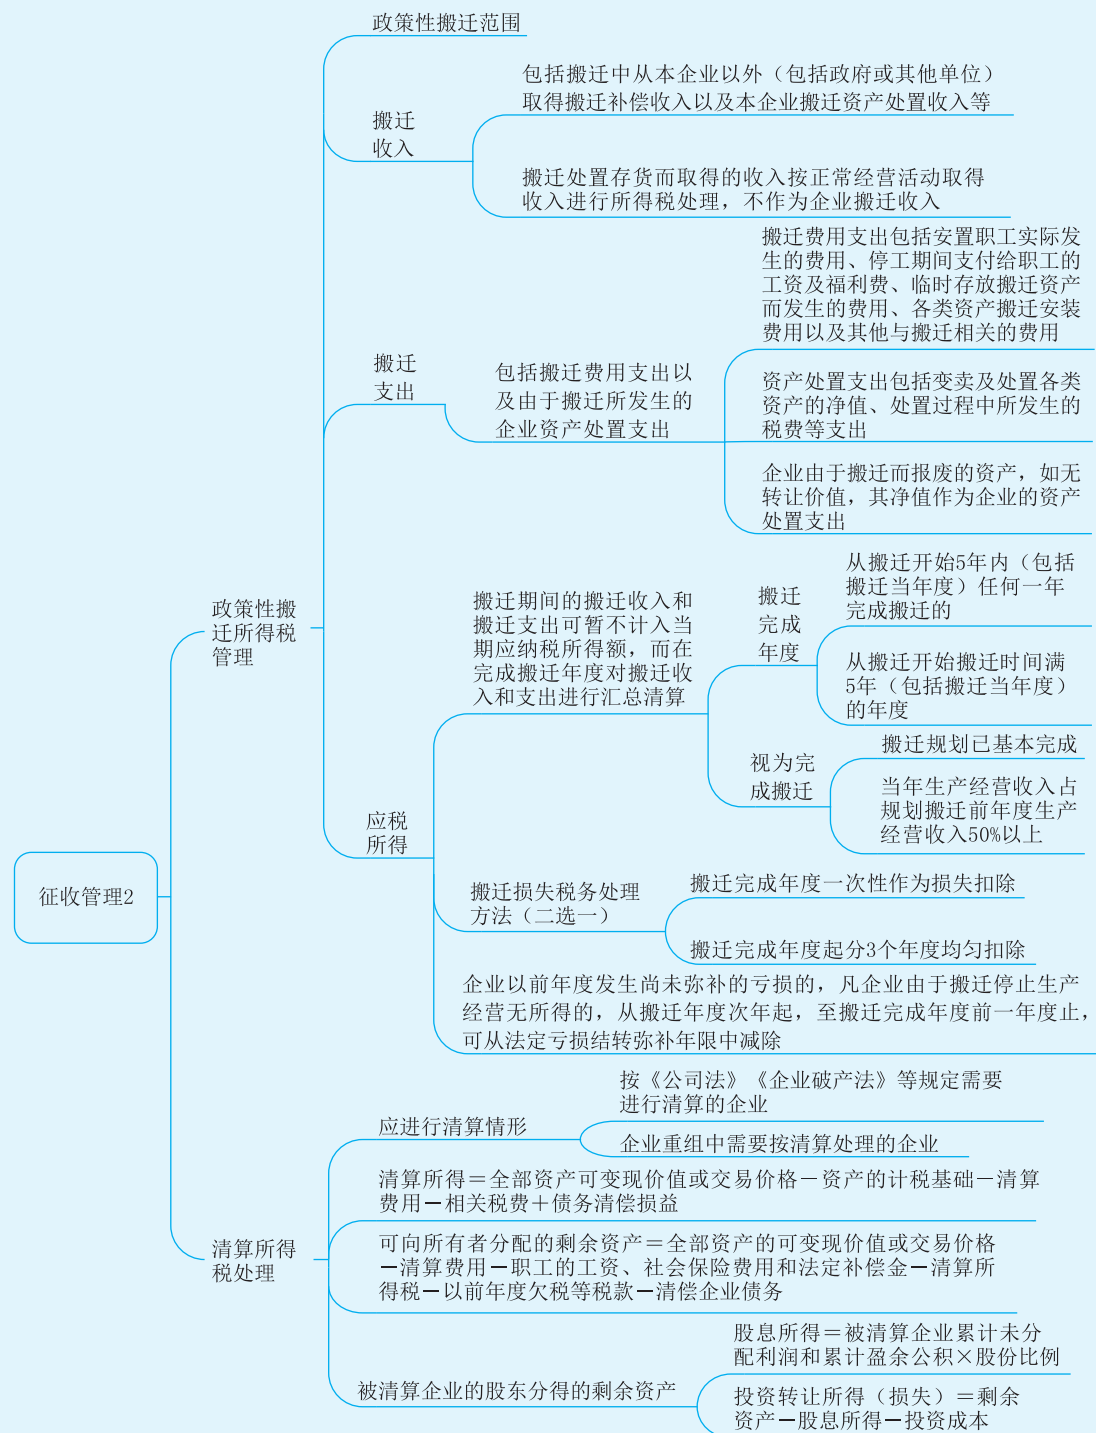 政策性搬迁范围
包括搬迁中从本企业以外（包括政府或其他单位）
取得搬迁补偿收入以及本企业搬迁资产处置收入等
搬迁
收入
搬迁处置存货而取得的收入按正常经营活动取得
收入进行所得税处理，不作为企业搬迁收入
搬迁费用支出包括安置职工实际发
生的费用、停工期间支付给职工的
工资及福利费、临时存放搬迁资产
而发生的费用、各类资产搬迁安装
费用以及其他与搬迁相关的费用
搬迁
支出
包括搬迁费用支出以
及由于搬迁所发生的
企业资产处置支出
资产处置支出包括变卖及处置各类
资产的净值、处置过程中所发生的
税费等支出
企业由于搬迁而报废的资产，如无
转让价值，其净值作为企业的资产
处置支出
政策性搬
迁所得税
管理
搬迁期间的搬迁收入和
搬迁支出可暂不计入当
期应纳税所得额，而在
完成搬迁年度对搬迁收
入和支出进行汇总清算
搬迁
完成
年度
从搬迁开始5年内（包括
搬迁当年度）任何一年
完成搬迁的
从搬迁开始搬迁时间满
5年（包括搬迁当年度）
的年度
视为完
成搬迁
搬迁规划已基本完成
当年生产经营收入占
规划搬迁前年度生产
经营收入50%以上
应税
所得
征收管理2
搬迁损失税务处理
方法（二选一）
搬迁完成年度一次性作为损失扣除
搬迁完成年度起分3个年度均匀扣除
企业以前年度发生尚未弥补的亏损的，凡企业由于搬迁停止生产
经营无所得的，从搬迁年度次年起，至搬迁完成年度前一年度止，
可从法定亏损结转弥补年限中减除
应进行清算情形
按《公司法》《企业破产法》等规定需要
进行清算的企业
企业重组中需要按清算处理的企业
清算所得＝全部资产可变现价值或交易价格－资产的计税基础－清算
费用－相关税费＋债务清偿损益
清算所得
税处理
可向所有者分配的剩余资产＝全部资产的可变现价值或交易价格
－清算费用－职工的工资、社会保险费用和法定补偿金－清算所
得税－以前年度欠税等税款－清偿企业债务
被清算企业的股东分得的剩余资产
股息所得＝被清算企业累计未分
配利润和累计盈余公积×股份比例
投资转让所得（损失）＝剩余
资产－股息所得－投资成本